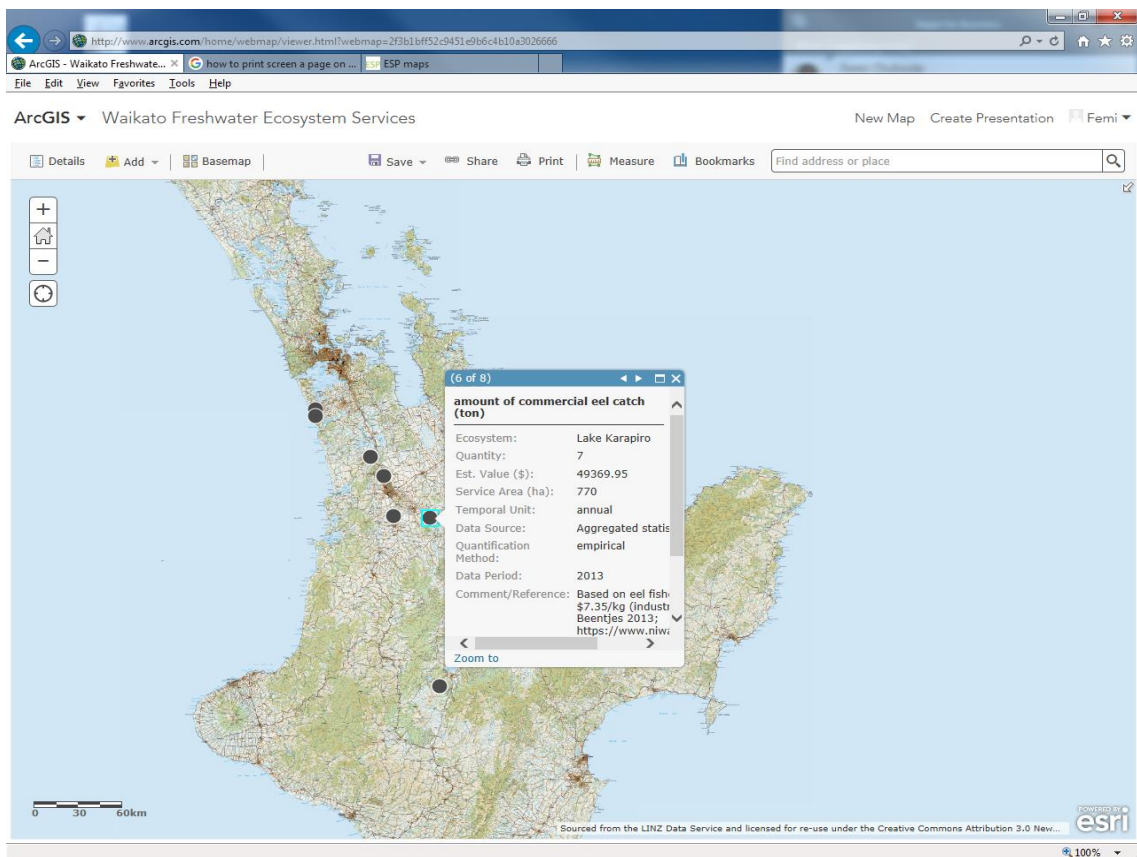 http://www.arcgis.com/home/webmap/viewer.html?webmap=2f3b1bff52c9451e9b6c4b10a3026666
ArcGIS - Waikato Freshwate... × how to print screen a page on ... ESP ESP maps
File Edit View Favorites Tools Help
ArcGIS Waikato Freshwater Ecosystem Services New Map Create Presentation Femi
Details Add Basemap Save Share Print Measure Bookmarks Find address or place
(6 of 8)
amount of commercial eel catch
(ton)
Ecosystem: Lake Karapiro
Quantity: 7
Est. Value ($): 49369.95
Service Area (ha): 770
Temporal Unit: annual
Data Source: Aggregated statis
Quantification empirical
Method:
Data Period: 2013
Comment/Reference: Based on eel fish
$7.35/kg (indust
Beentjes 2013;
https://www.niwa
Zoom to
0 30 60km
Sourced from the LINZ Data Service and licensed for re-use under the Creative Commons Attribution 3.0 New...
POWERED BY
esri
100%